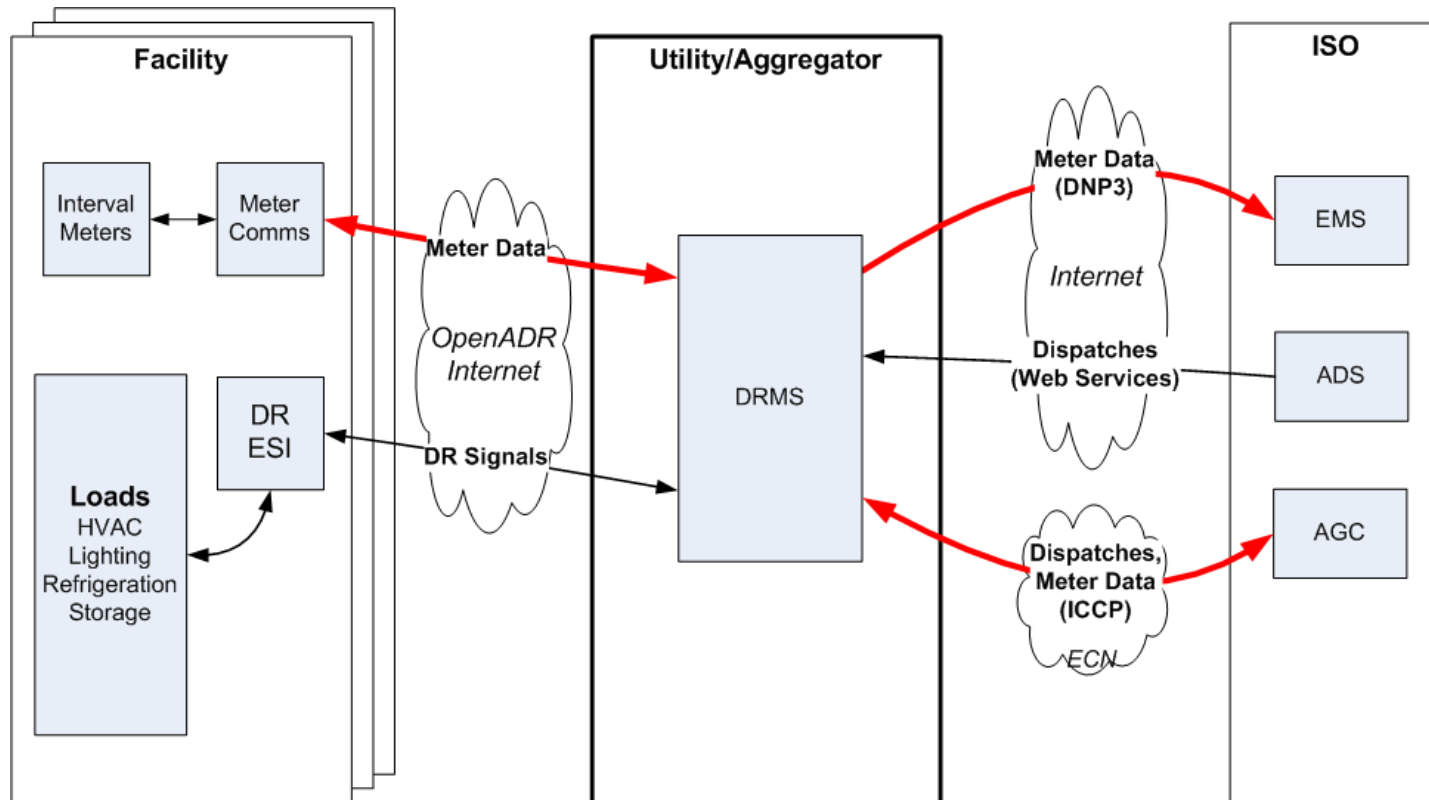 Facility
Utility/Aggregator
ISO
Interval
Meters
Meter
Comms
Meter Data
OpenADR
Internet
DR Signals
DR
ESI
Loads
HVAC
Lighting
Refrigeration
Storage
DRMS
Meter Data
(DNP3)
Internet
Dispatches
(Web Services)
Dispatches,
Meter Data
(ICCP)
ECN
EMS
ADS
AGC